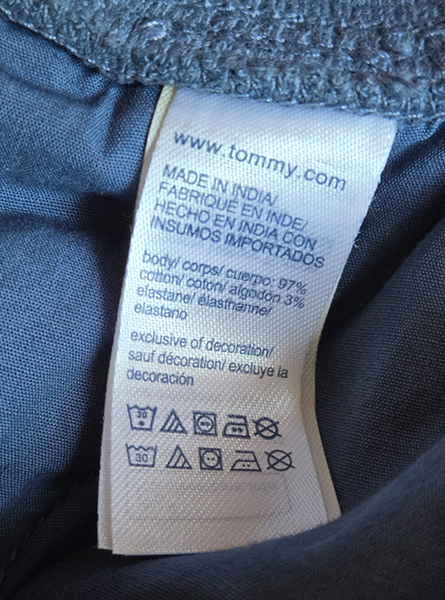 www.tommy.com
MADE IN INDIA/
FABRIQUÉ EN INDE/
HECHO EN INDIA CON
INSUMOS IMPORTADOS
body/ corps/ cuerpo: 97%
cotton/ coton/ algodón 3%
elastane/ élasthanne/
elastano
exclusive of decoration/
sauf décoration/ excluye la
decoración
30
30